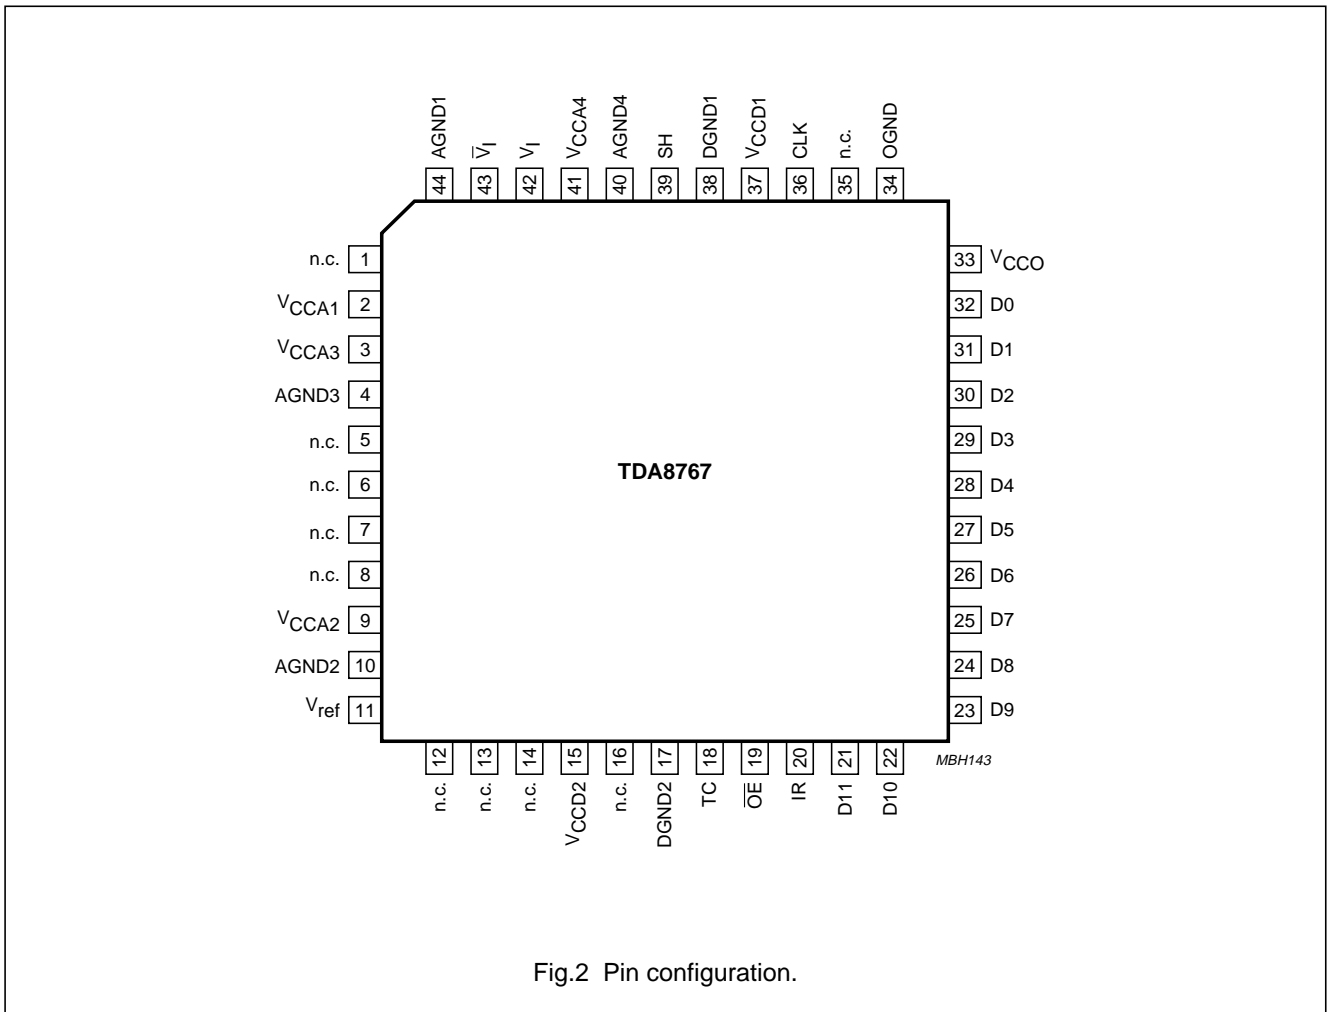 AGND1
V̅I
VI
VCCA4
AGND4
SH
DGND1
VCCD1
CLK
n.c.
OGND
44
43
42
41
40
39
38
37
36
35
34
n.c. 1
VCCA1 2
VCCA3 3
AGND3 4
n.c. 5
n.c. 6
n.c. 7
n.c. 8
VCCA2 9
AGND2 10
Vref 11
TDA8767
33 VCCO
32 D0
31 D1
30 D2
29 D3
28 D4
27 D5
26 D6
25 D7
24 D8
23 D9
12
13
14
15
16
17
18
19
20
21
22
n.c.
n.c.
n.c.
VCCD2
n.c.
DGND2
TC
O̅E̅
IR
D11
D10
MBH143
Fig.2 Pin configuration.